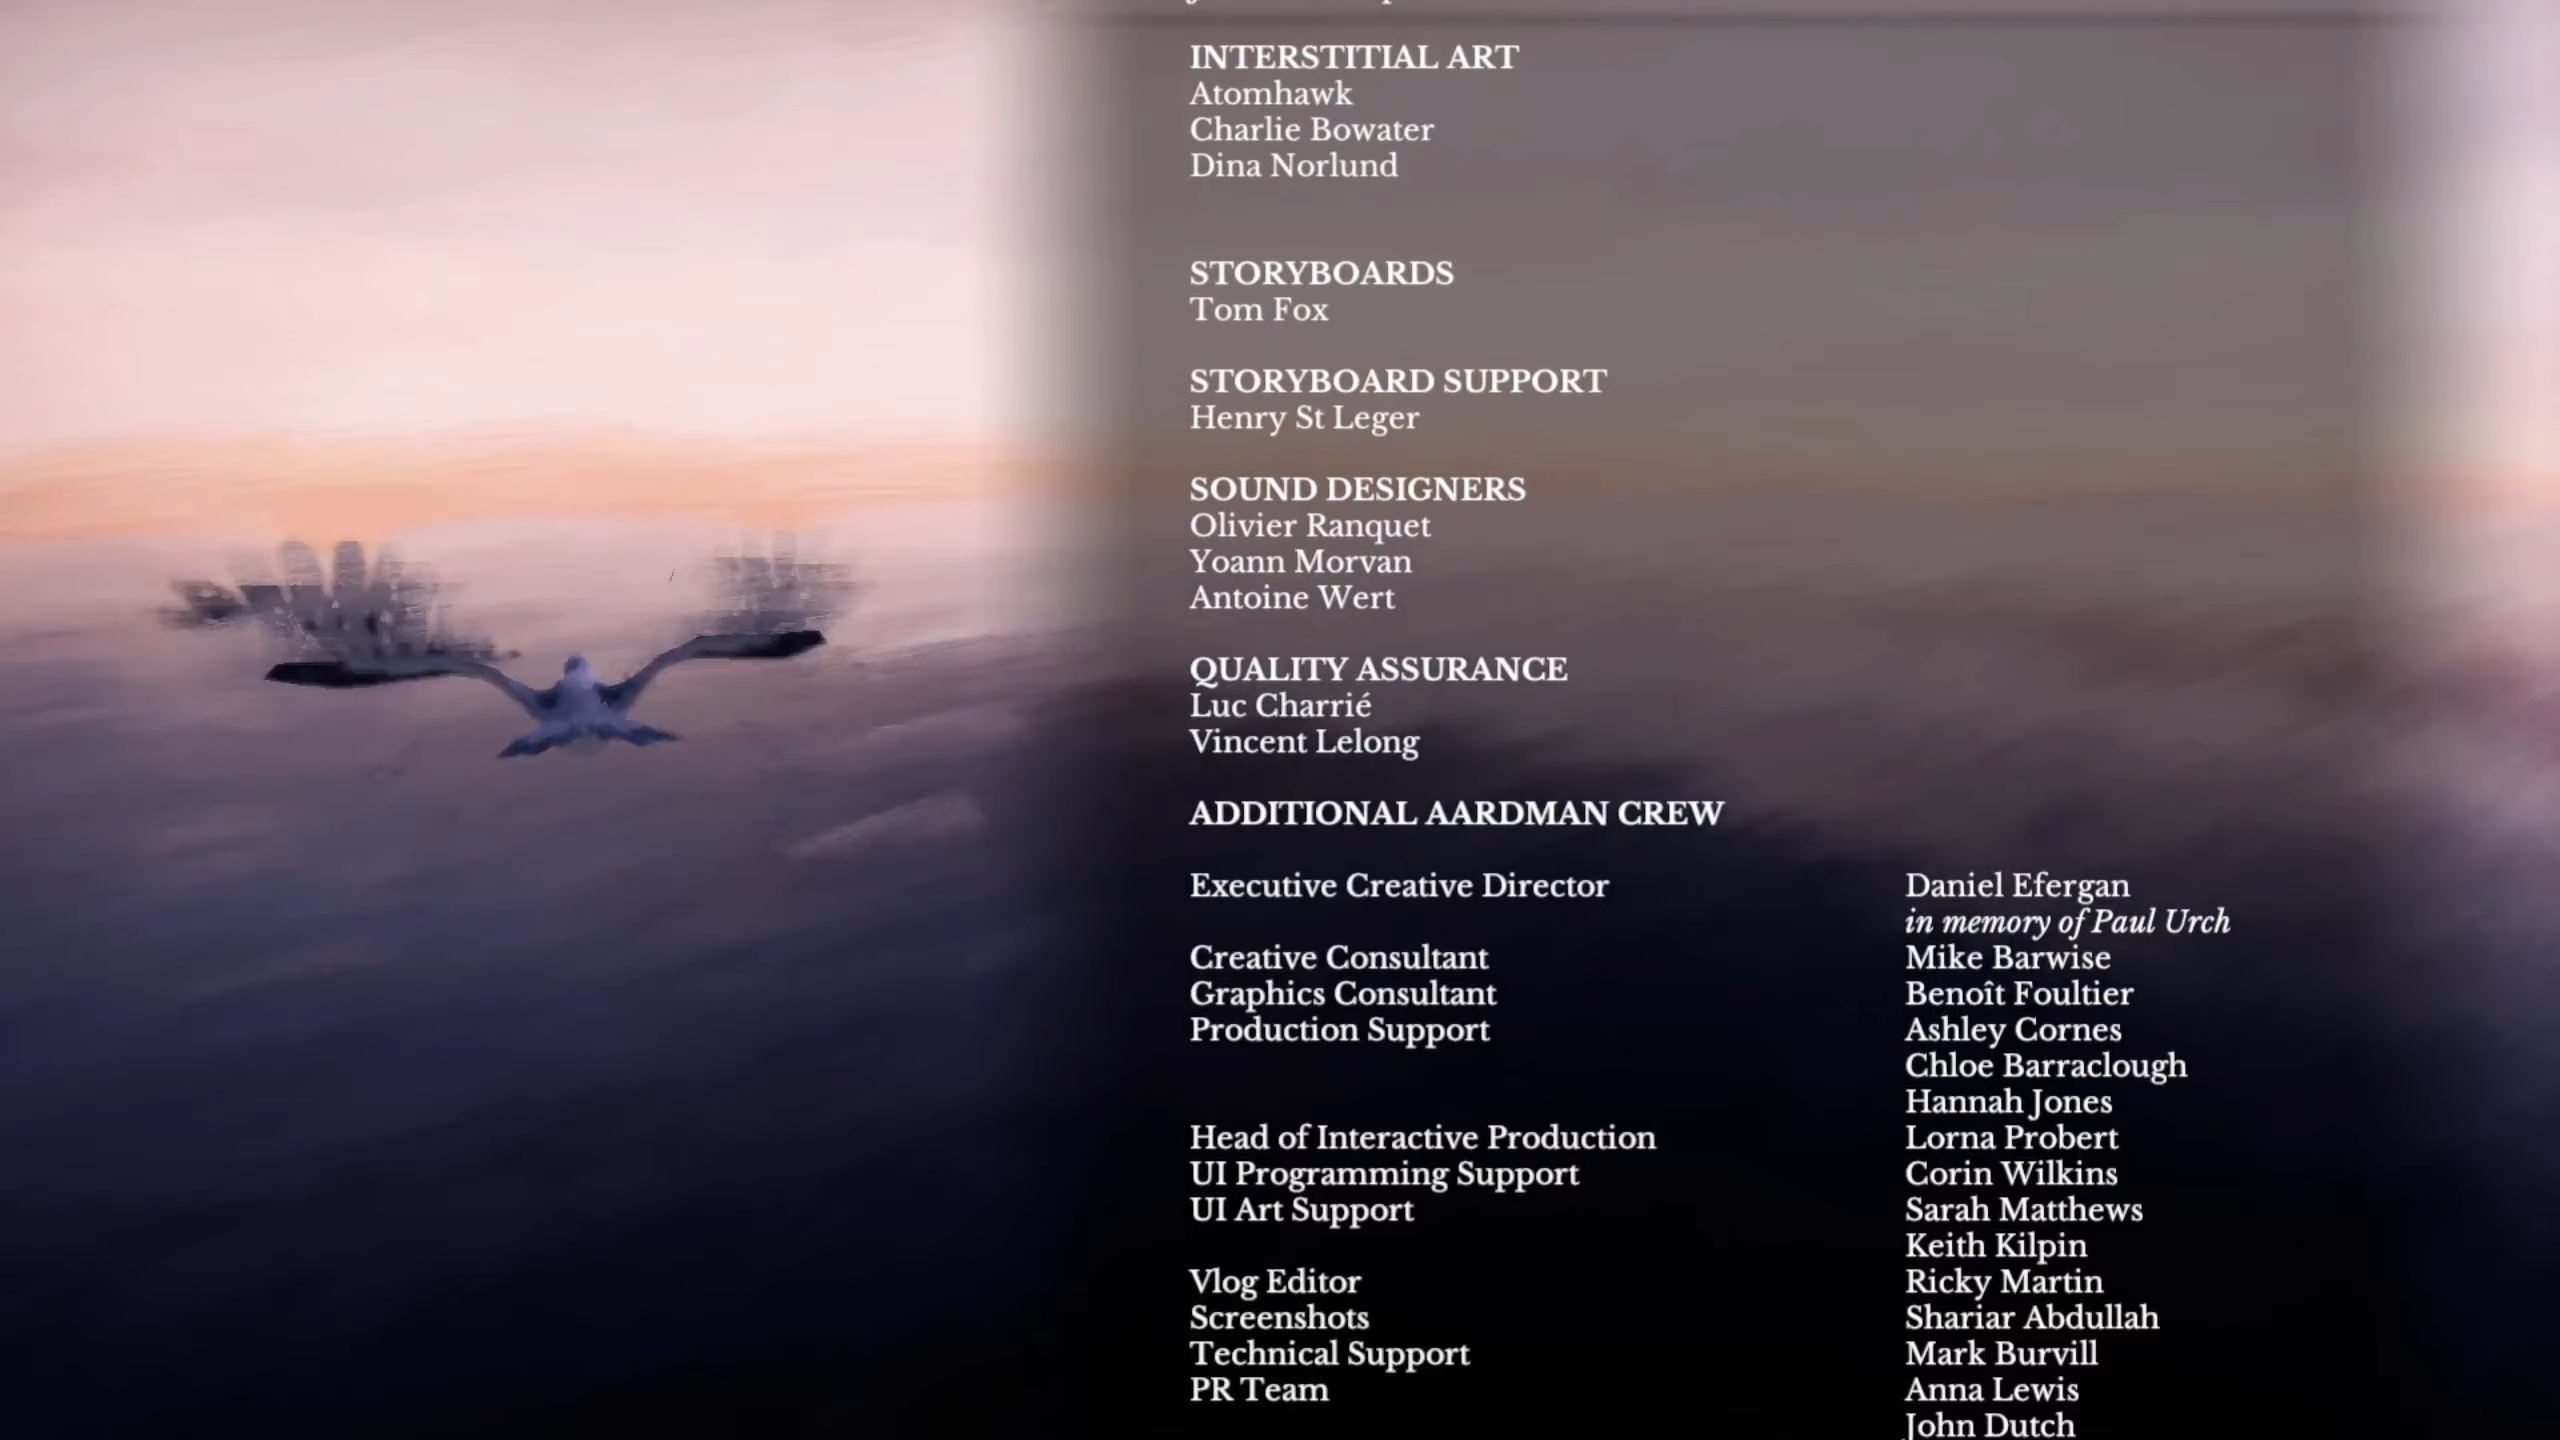 INTERSTITIAL ART
Atomhawk
Charlie Bowater
Dina Norlund
STORYBOARDS
Tom Fox
STORYBOARD SUPPORT
Henry St Leger
SOUND DESIGNERS
Olivier Ranquet
Yoann Morvan
Antoine Wert
QUALITY ASSURANCE
Luc Charrié
Vincent Lelong
ADDITIONAL AARDMAN CREW
Executive Creative Director Daniel Efergan
in memory of Paul Urch
Creative Consultant Mike Barwise
Graphics Consultant Benoît Foultier
Production Support Ashley Cornes
Chloe Barraclough
Hannah Jones
Head of Interactive Production Lorna Probert
UI Programming Support Corin Wilkins
UI Art Support Sarah Matthews
Keith Kilpin
Vlog Editor Ricky Martin
Screenshots Shariar Abdullah
Technical Support Mark Burvill
PR Team Anna Lewis
John Dutch